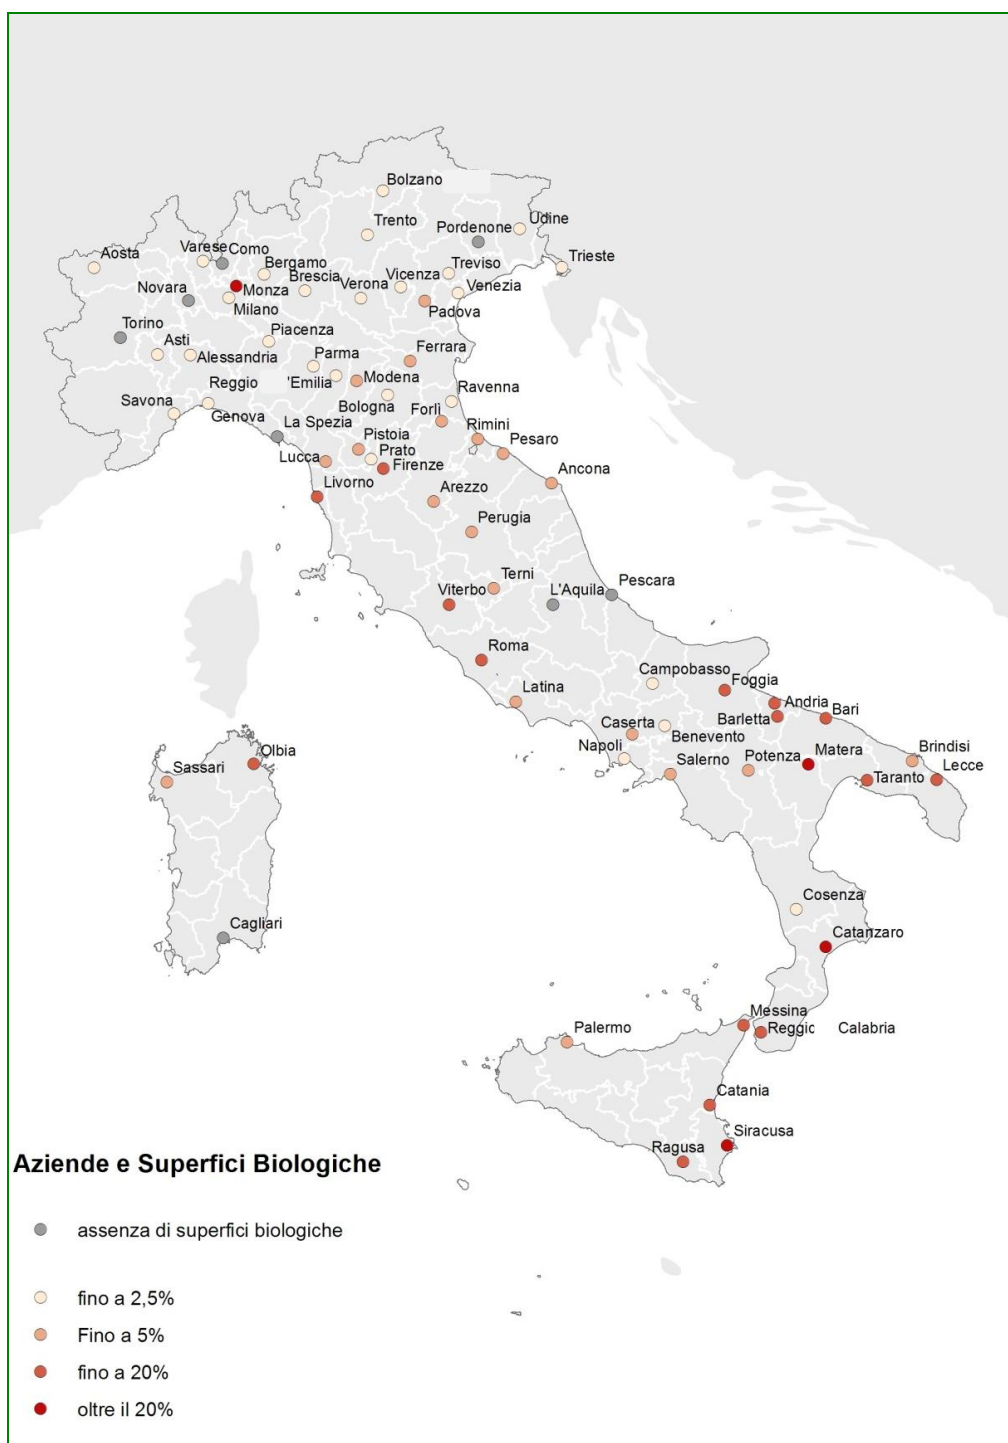 Bolzano
Trento
Pordenone
Udine
Aosta
Varese
Como
Bergamo
Brescia
Vicenza
Treviso
Trieste
Novara
Monza
Verona
Venezia
Milano
Padova
Torino
Asti
Piacenza
Alessandria
Parma
Ferrara
Reggio
'Emilia
Modena
Ravenna
Savona
Genova
Bologna
Forlì
La Spezia
Rimini
Pistoia
Pesaro
Lucca
Prato
Firenze
Ancona
Livorno
Arezzo
Perugia
Terni
Viterbo
L'Aquila
Pescara
Roma
Campobasso
Latina
Foggia
Andria
Caserta
Barletta
Bari
Benevento
Napoli
Salerno
Potenza
Matera
Brindisi
Olbia
Sassari
Taranto
Lecce
Cosenza
Cagliari
Catanzaro
Messina
Palermo
Reggic
Calabria
Catania
Siracusa
Ragusa
Aziende e Superfici Biologiche
assenza di superfici biologiche
fino a 2,5%
Fino a 5%
fino a 20%
oltre il 20%